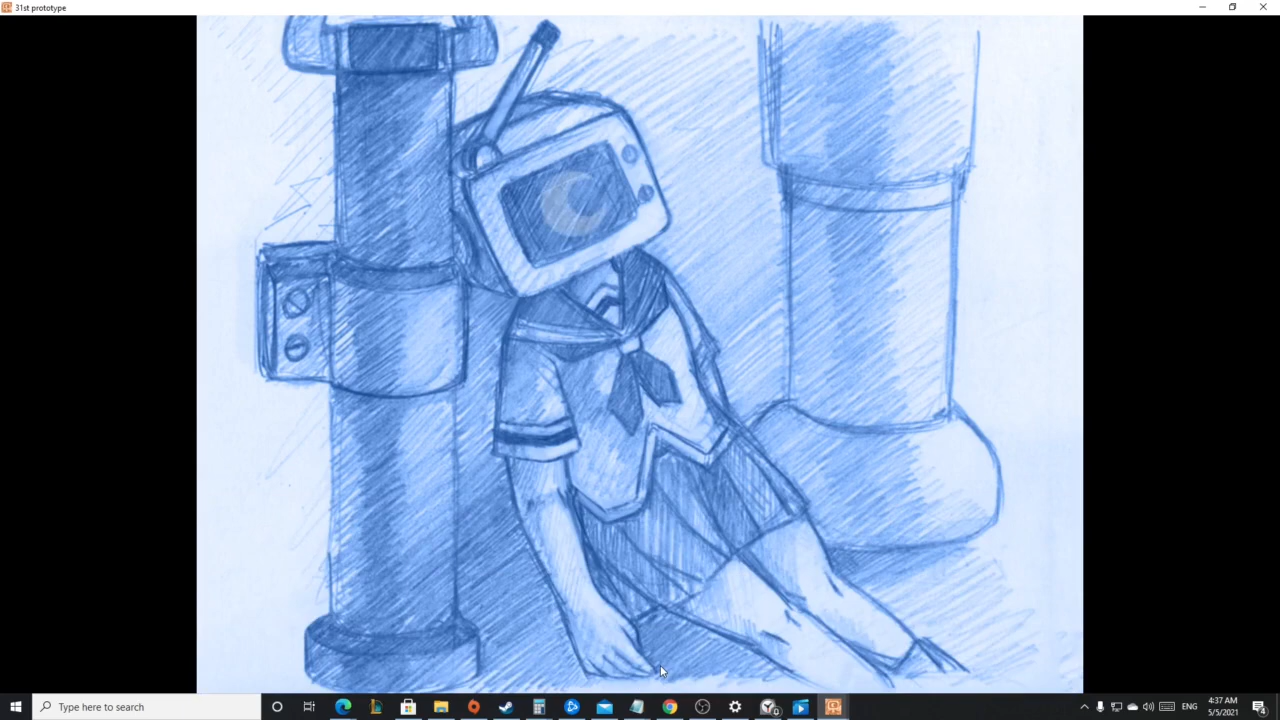 31st prototype
Type here to search
ENG
4:37 AM
5/5/2021